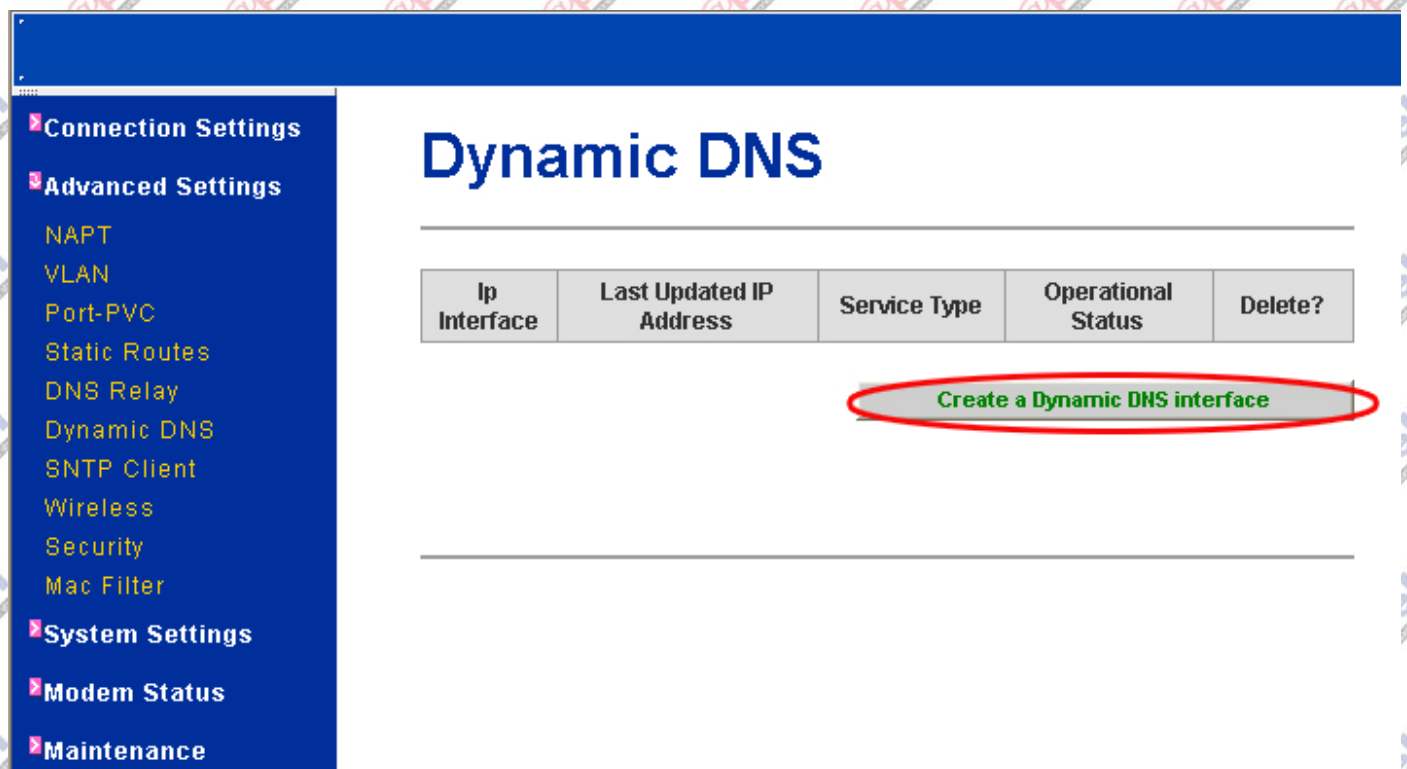 Connection Settings
Advanced Settings
NAPT
VLAN
Port-PVC
Static Routes
DNS Relay
Dynamic DNS
SNTP Client
Wireless
Security
Mac Filter
System Settings
Modem Status
Maintenance
Dynamic DNS
Ip
Interface
Last Updated IP
Address
Service Type
Operational
Status
Delete?
Create a Dynamic DNS interface